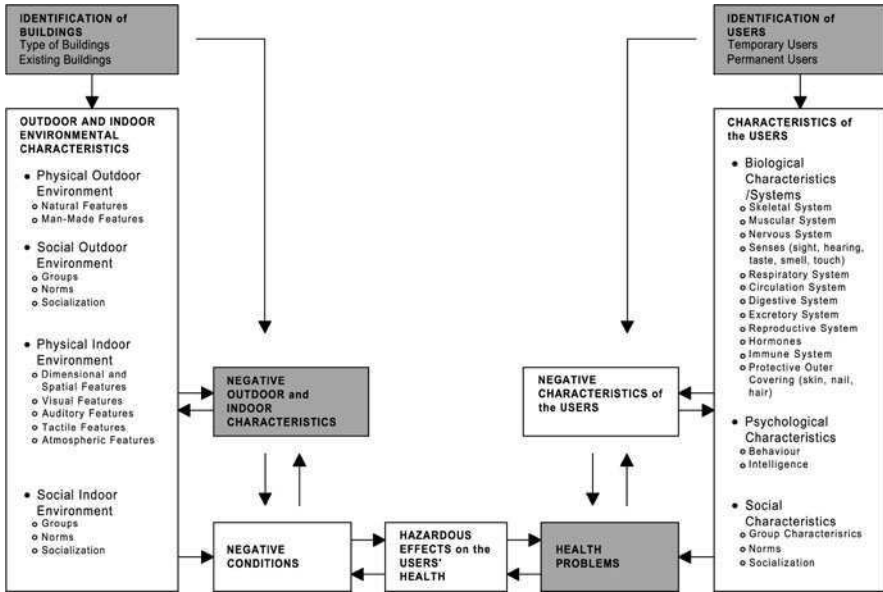 IDENTIFICATION of
BUILDINGS
Type of Buildings
Existing Buildings
OUTDOOR AND INDOOR
ENVIRONMENTAL
CHARACTERISTICS
• Physical Outdoor
Environment
o Natural Features
o Man-Made Features
• Social Outdoor
Environment
o Groups
o Norms
o Socialization
• Physical Indoor
Environment
o Dimensional and
Spatial Features
o Visual Features
o Auditory Features
o Tactile Features
o Atmospheric Features
• Social Indoor
Environment
o Groups
o Norms
o Socialization
NEGATIVE
OUTDOOR and
INDOOR
CHARACTERISTICS
NEGATIVE
CONDITIONS
HAZARDOUS
EFFECTS on the
USERS'
HEALTH
HEALTH
PROBLEMS
NEGATIVE
CHARACTERISTICS of
the USERS
IDENTIFICATION of
USERS
Temporary Users
Permanent Users
CHARACTERISTICS of
the USERS
• Biological
Characteristics
/Systems
o Skeletal System
o Muscular System
o Nervous System
o Senses (sight, hearing,
taste, smell, touch)
o Respiratory System
o Circulation System
o Digestive System
o Excretory System
o Reproductive System
o Hormones
o Immune System
o Protective Outer
Covering (skin, nail,
hair)
• Psychological
Characteristics
o Behaviour
o Intelligence
• Social
Characteristics
o Group Characterisrics
o Norms
o Socialization